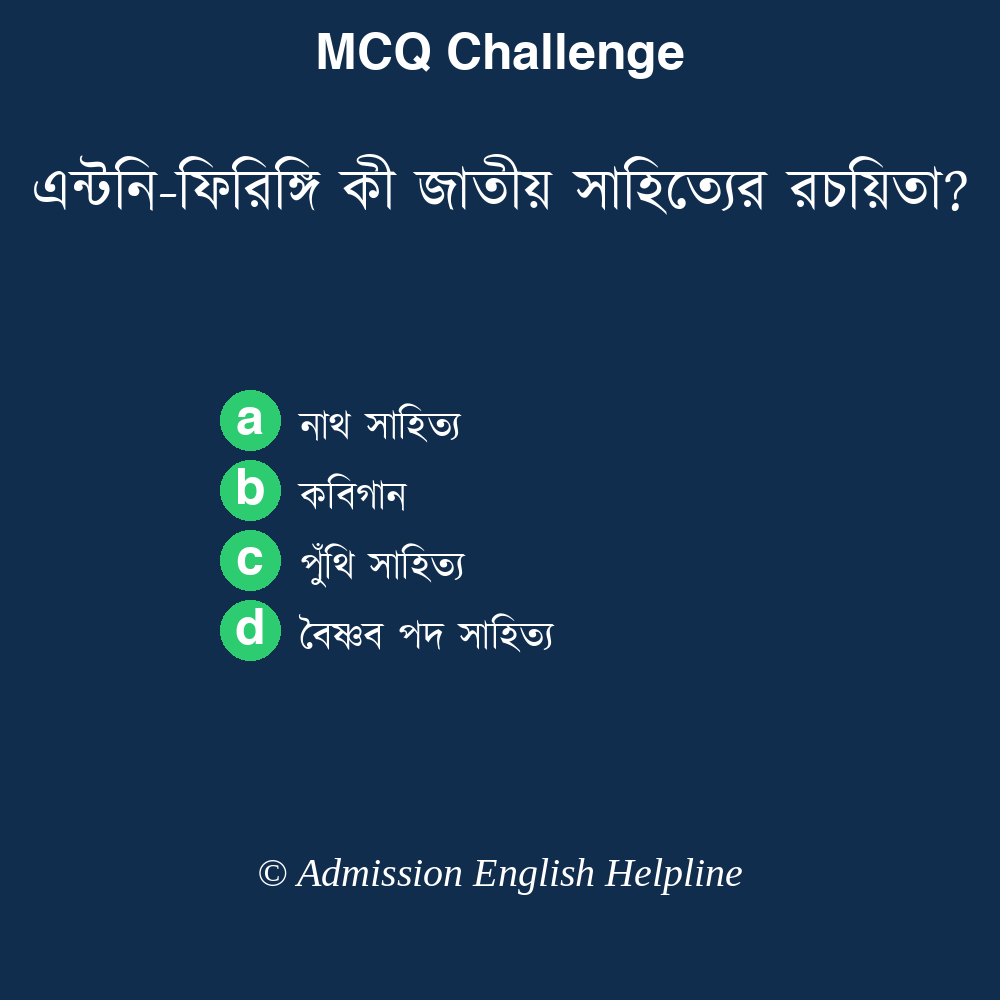 MCQ Challenge
এন্টনি-ফিরিঙ্গি কী জাতীয় সাহিত্যের রচয়িতা?
a নাথ সাহিত্য
b কবিগান
c পুঁথি সাহিত্য
d বৈষ্ণব পদ সাহিত্য
© Admission English Helpline